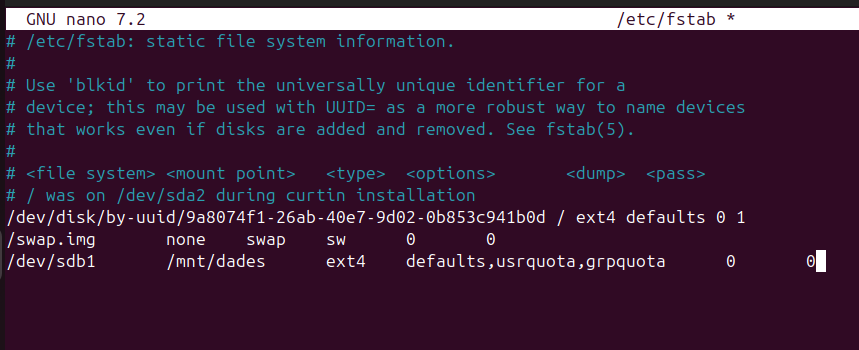 GNU nano 7.2 /etc/fstab *
# /etc/fstab: static file system information.
#
# Use 'blkid' to print the universally unique identifier for a
# device; this may be used with UUID= as a more robust way to name devices
# that works even if disks are added and removed. See fstab(5).
#
# <file system> <mount point>   <type>  <options>       <dump>  <pass>
# / was on /dev/sda2 during curtin installation
/dev/disk/by-uuid/9a8074f1-26ab-40e7-9d02-0b853c941b0d / ext4 defaults 0 1
/swap.img       none    swap    sw      0       0
/dev/sdb1       /mnt/dades      ext4    defaults,usrquota,grpquota      0       0